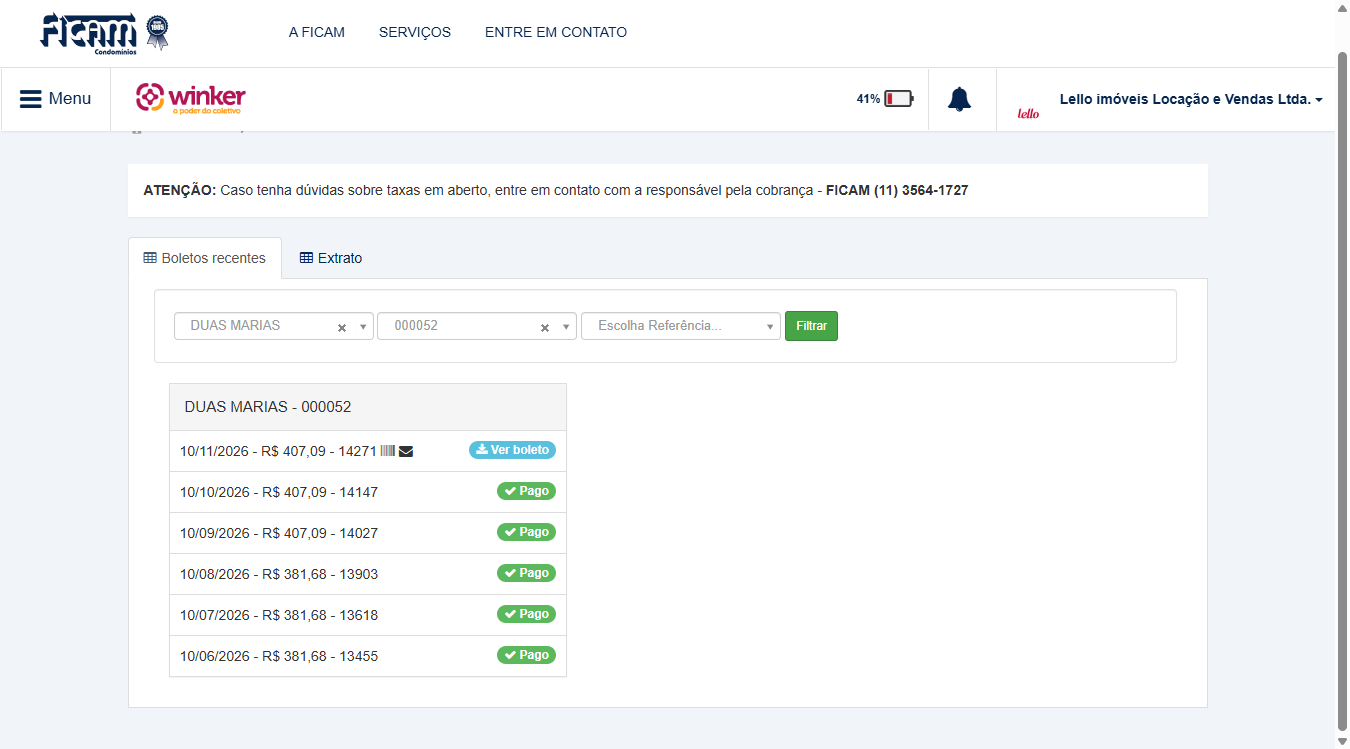 FICAM
Condomínios
1985
A FICAM SERVIÇOS ENTRE EM CONTATO
Menu
winker
o poder do coletivo
41%
lello
Lello imóveis Locação e Vendas Ltda.
ATENÇÃO: Caso tenha dúvidas sobre taxas em aberto, entre em contato com a responsável pela cobrança - FICAM (11) 3564-1727
Boletos recentes Extrato
DUAS MARIAS × 000052 × Escolha Referência... Filtrar
DUAS MARIAS - 000052
10/11/2026 - R$ 407,09 - 14271 Ver boleto
10/10/2026 - R$ 407,09 - 14147 Pago
10/09/2026 - R$ 407,09 - 14027 Pago
10/08/2026 - R$ 381,68 - 13903 Pago
10/07/2026 - R$ 381,68 - 13618 Pago
10/06/2026 - R$ 381,68 - 13455 Pago